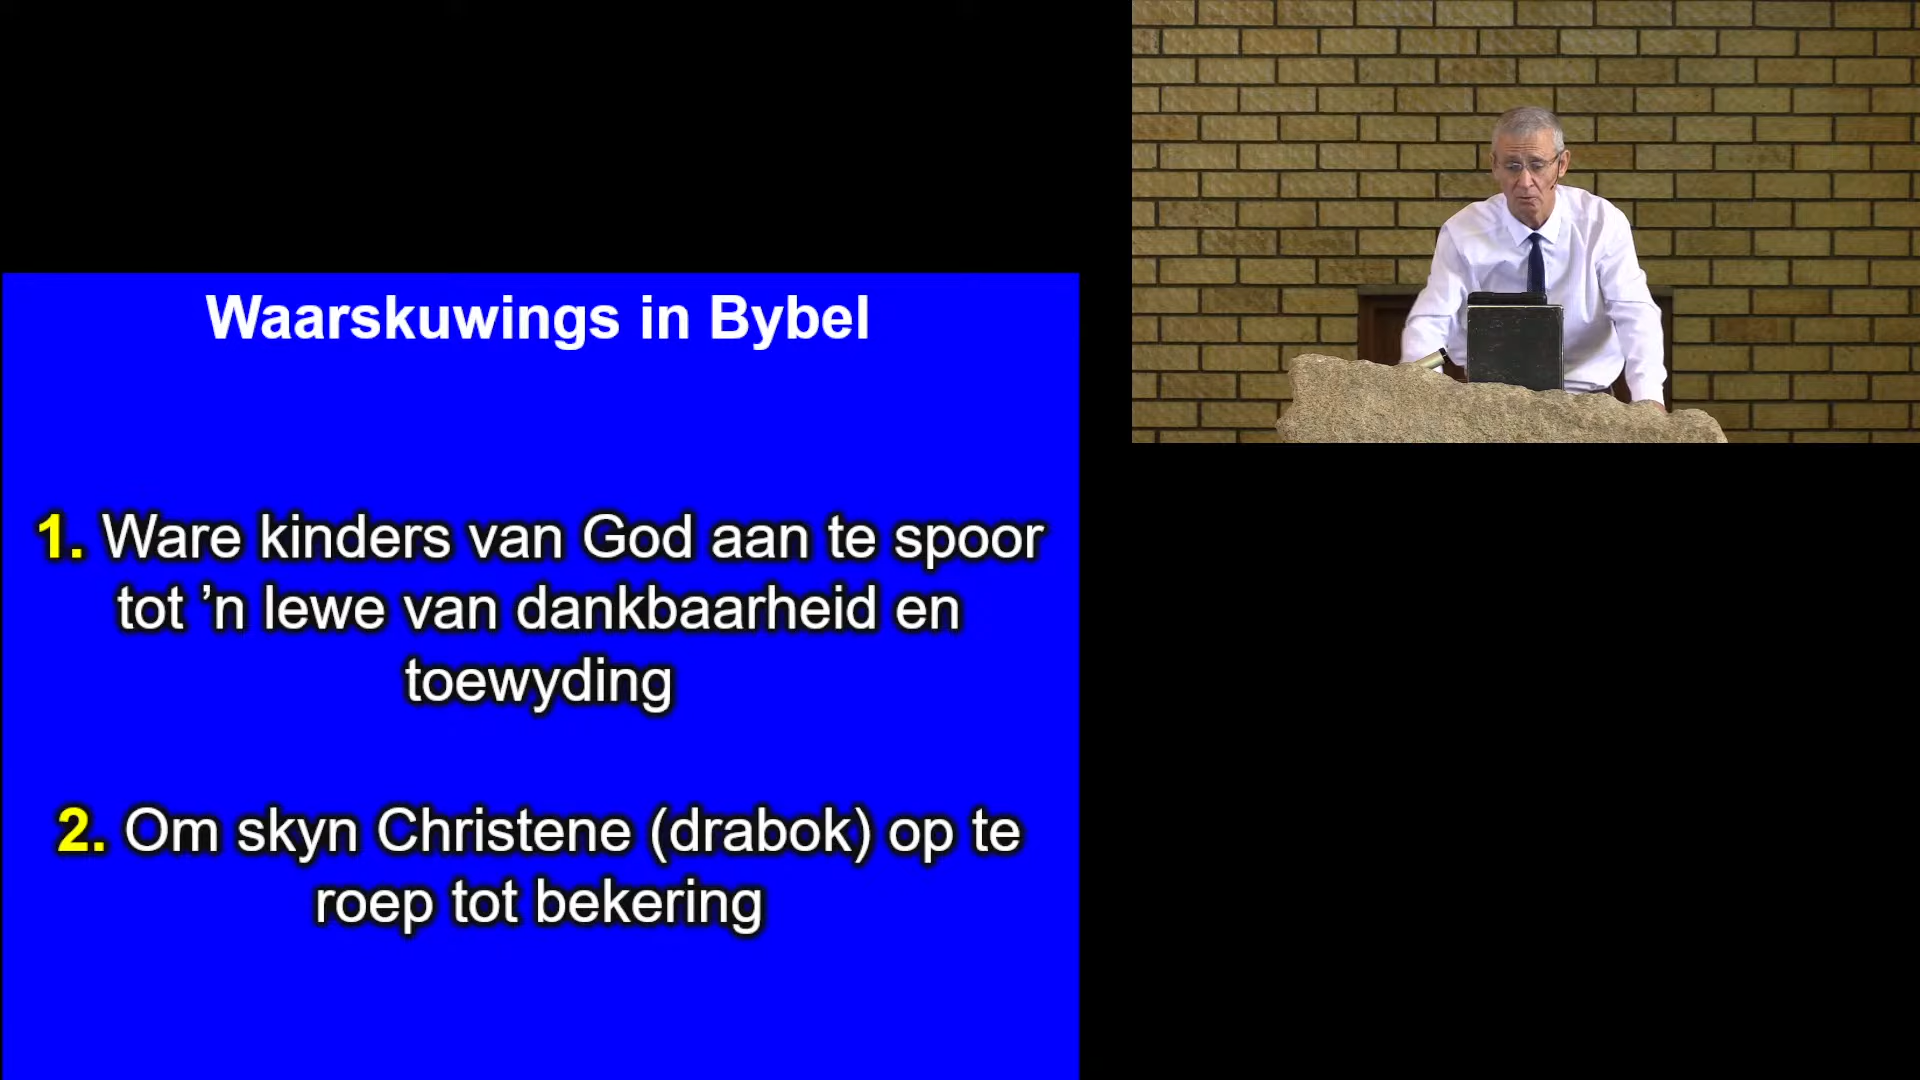 Waarskuwings in Bybel
1. Ware kinders van God aan te spoor
tot ’n lewe van dankbaarheid en
toewyding
2. Om skyn Christene (drabok) op te
roep tot bekering